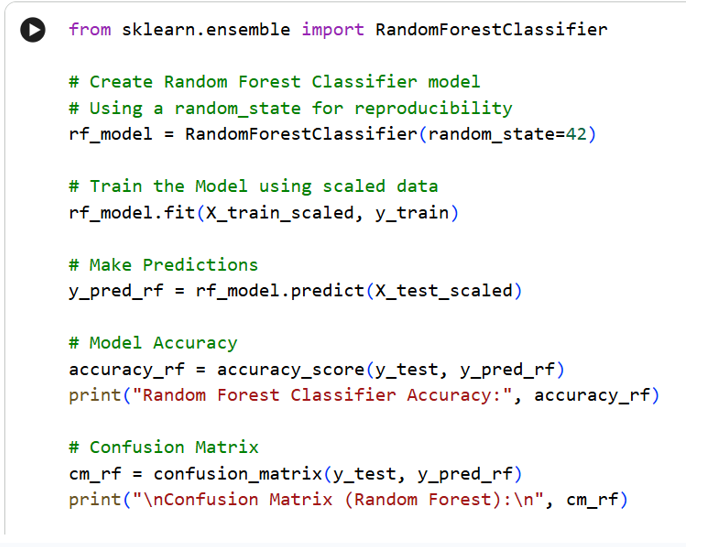 from sklearn.ensemble import RandomForestClassifier
# Create Random Forest Classifier model
# Using a random_state for reproducibility
rf_model = RandomForestClassifier(random_state=42)
# Train the Model using scaled data
rf_model.fit(X_train_scaled, y_train)
# Make Predictions
y_pred_rf = rf_model.predict(X_test_scaled)
# Model Accuracy
accuracy_rf = accuracy_score(y_test, y_pred_rf)
print("Random Forest Classifier Accuracy:", accuracy_rf)
# Confusion Matrix
cm_rf = confusion_matrix(y_test, y_pred_rf)
print("\nConfusion Matrix (Random Forest):\n", cm_rf)